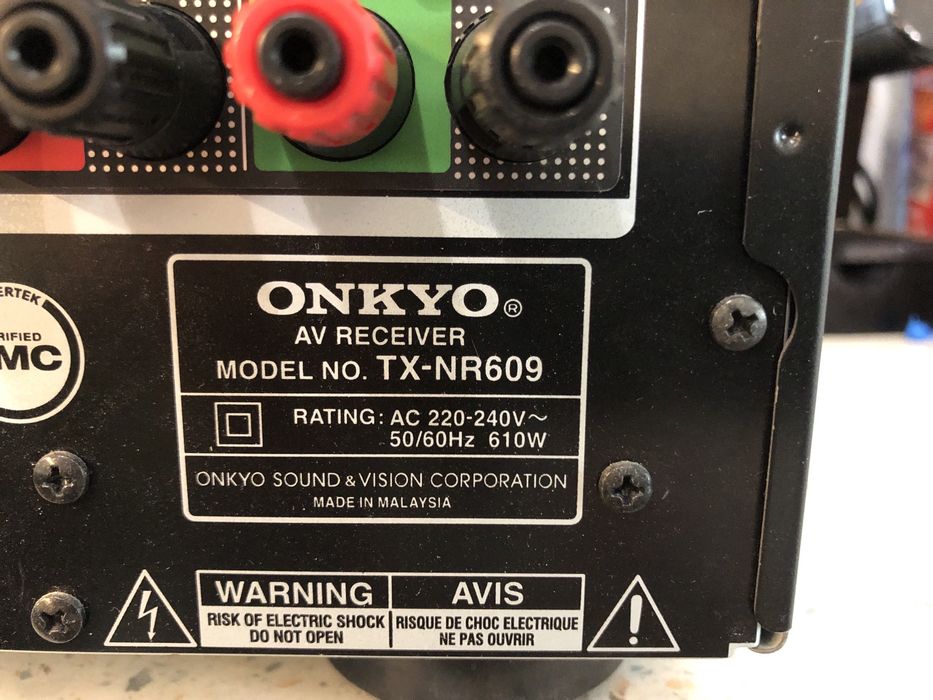 ONKYO®
AV RECEIVER
MODEL NO. TX-NR609
RATING: AC 220-240V~
50/60Hz 610W
ONKYO SOUND & VISION CORPORATION
MADE IN MALAYSIA
WARNING
RISK OF ELECTRIC SHOCK
DO NOT OPEN
AVIS
RISQUE DE CHOC ELECTRIQUE
NE PAS OUVRIR